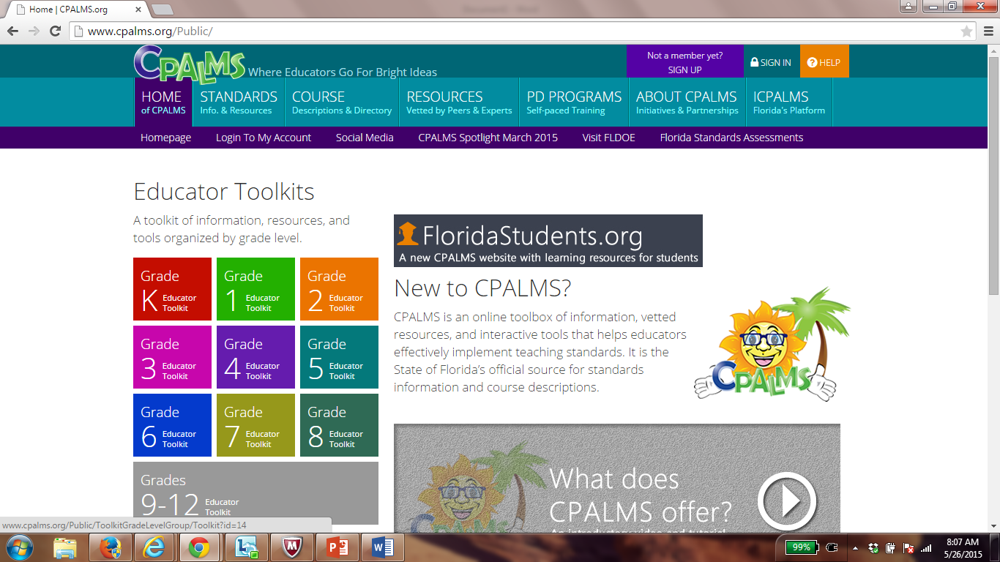 Home | CPALMS.org
www.cpalms.org/Public/
CPALMS Where Educators Go For Bright Ideas
Not a member yet?
SIGN UP
SIGN IN
HELP
HOME
of CPALMS
STANDARDS
Info. & Resources
COURSE
Descriptions & Directory
RESOURCES
Vetted by Peers & Experts
PD PROGRAMS
Self-paced Training
ABOUT CPALMS
Initiatives & Partnerships
ICPALMS
Florida's Platform
Homepage Login To My Account Social Media CPALMS Spotlight March 2015 Visit FLDOE Florida Standards Assessments
Educator Toolkits
A toolkit of information, resources, and
tools organized by grade level.
Grade
K Educator
Toolkit
Grade
1 Educator
Toolkit
Grade
2 Educator
Toolkit
Grade
3 Educator
Toolkit
Grade
4 Educator
Toolkit
Grade
5 Educator
Toolkit
Grade
6 Educator
Toolkit
Grade
7 Educator
Toolkit
Grade
8 Educator
Toolkit
Grades
9-12 Educator
Toolkit
FloridaStudents.org
A new CPALMS website with learning resources for students
New to CPALMS?
CPALMS is an online toolbox of information, vetted
resources, and interactive tools that helps educators
effectively implement teaching standards. It is the
State of Florida’s official source for standards
information and course descriptions.
CPALMS
What does
CPALMS offer?
An introductory video and tutorial
www.cpalms.org/Public/ToolkitGradeLevelGroup/Toolkit?id=14
99%
8:07 AM
5/26/2015